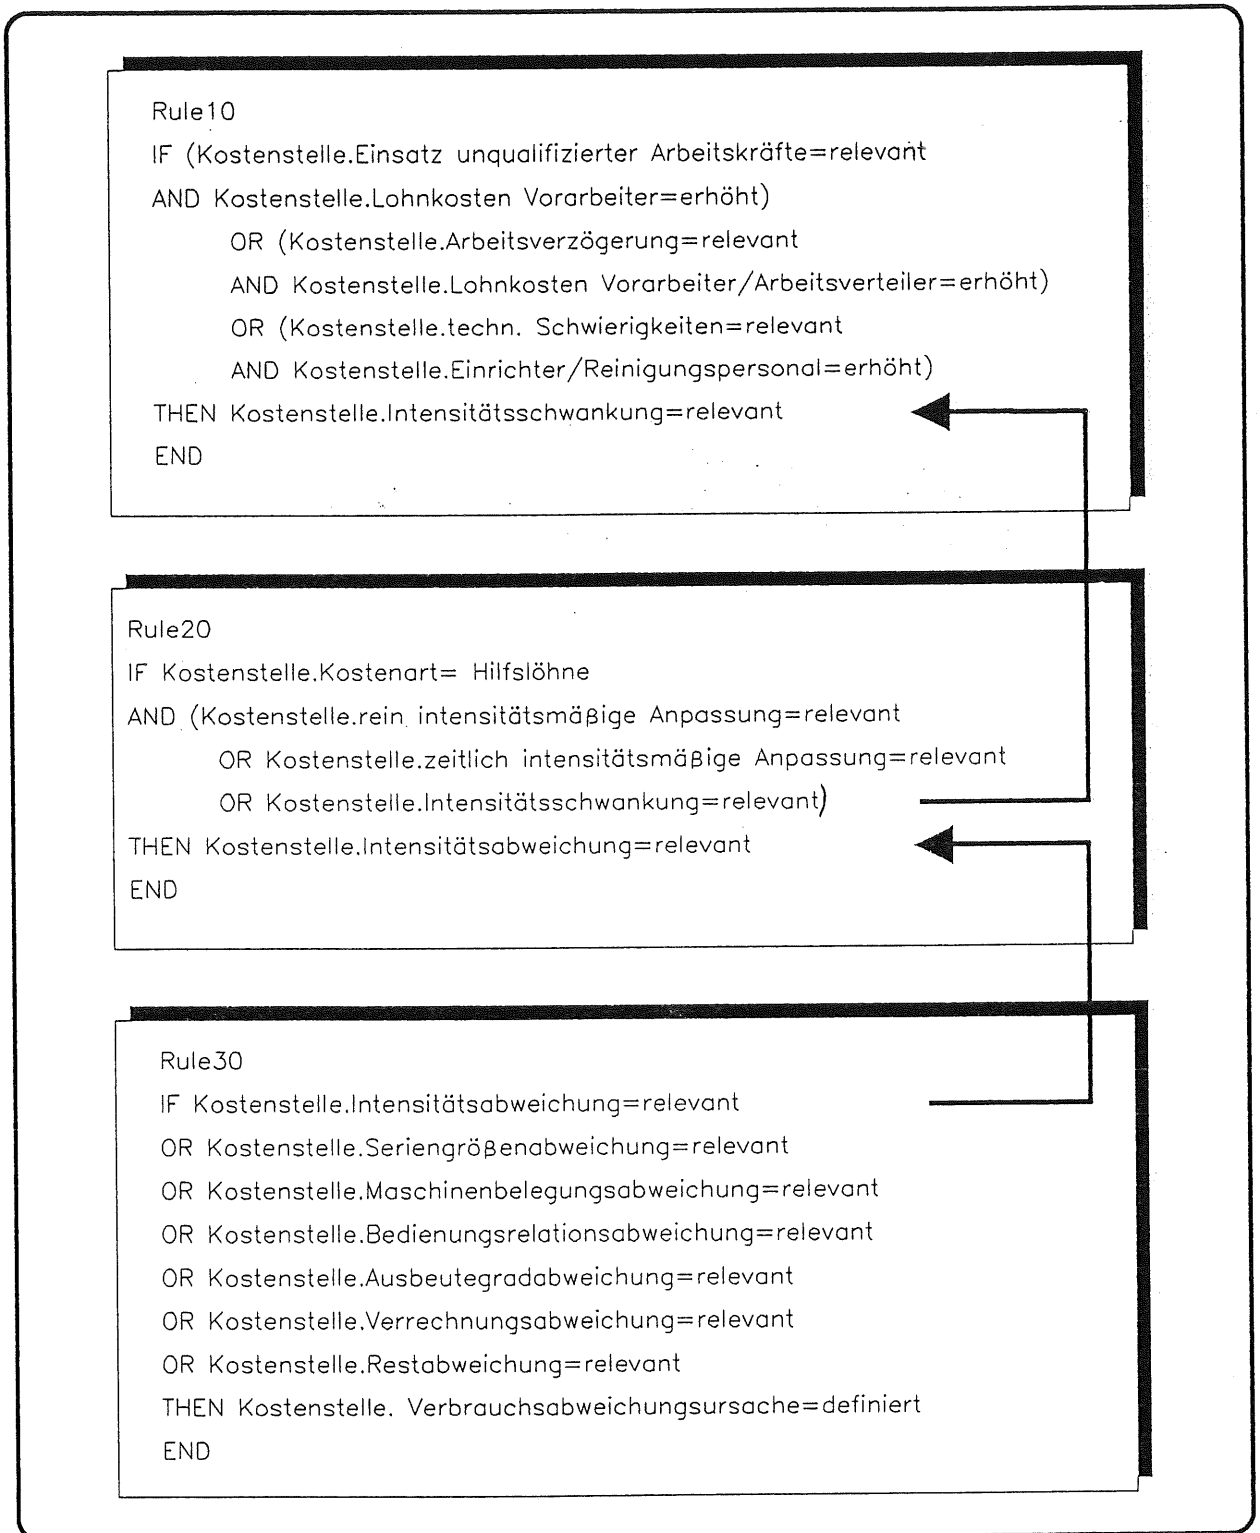 Rule10
IF (Kostenstelle.Einsatz unqualifizierter Arbeitskräfte=relevant
AND Kostenstelle.Lohnkosten Vorarbeiter=erhöht)
OR (Kostenstelle.Arbeitsverzögerung=relevant
AND Kostenstelle.Lohnkosten Vorarbeiter/Arbeitsverteiler=erhöht)
OR (Kostenstelle.techn. Schwierigkeiten=relevant
AND Kostenstelle.Einrichter/Reinigungspersonal=erhöht)
THEN Kostenstelle.Intensitätsschwankung=relevant
END
Rule20
IF Kostenstelle.Kostenart= Hilfslöhne
AND (Kostenstelle.rein intensitätsmäßige Anpassung=relevant
OR Kostenstelle.zeitlich intensitätsmäßige Anpassung=relevant
OR Kostenstelle.Intensitätsschwankung=relevant)
THEN Kostenstelle.Intensitätsabweichung=relevant
END
Rule30
IF Kostenstelle.Intensitätsabweichung=relevant
OR Kostenstelle.Seriengrößenabweichung=relevant
OR Kostenstelle.Maschinenbelegungsabweichung=relevant
OR Kostenstelle.Bedienungsrelationsabweichung=relevant
OR Kostenstelle.Ausbeutegradabweichung=relevant
OR Kostenstelle.Verrechnungsabweichung=relevant
OR Kostenstelle.Restabweichung=relevant
THEN Kostenstelle. Verbrauchsabweichungsursache=definiert
END